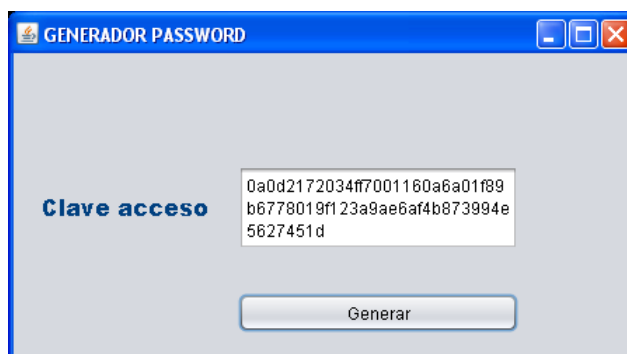 GENERADOR PASSWORD
Clave acceso
0a0d2172034ff7001160a6a01f89
b6778019f123a9ae6af4b873994e
5627451d
Generar